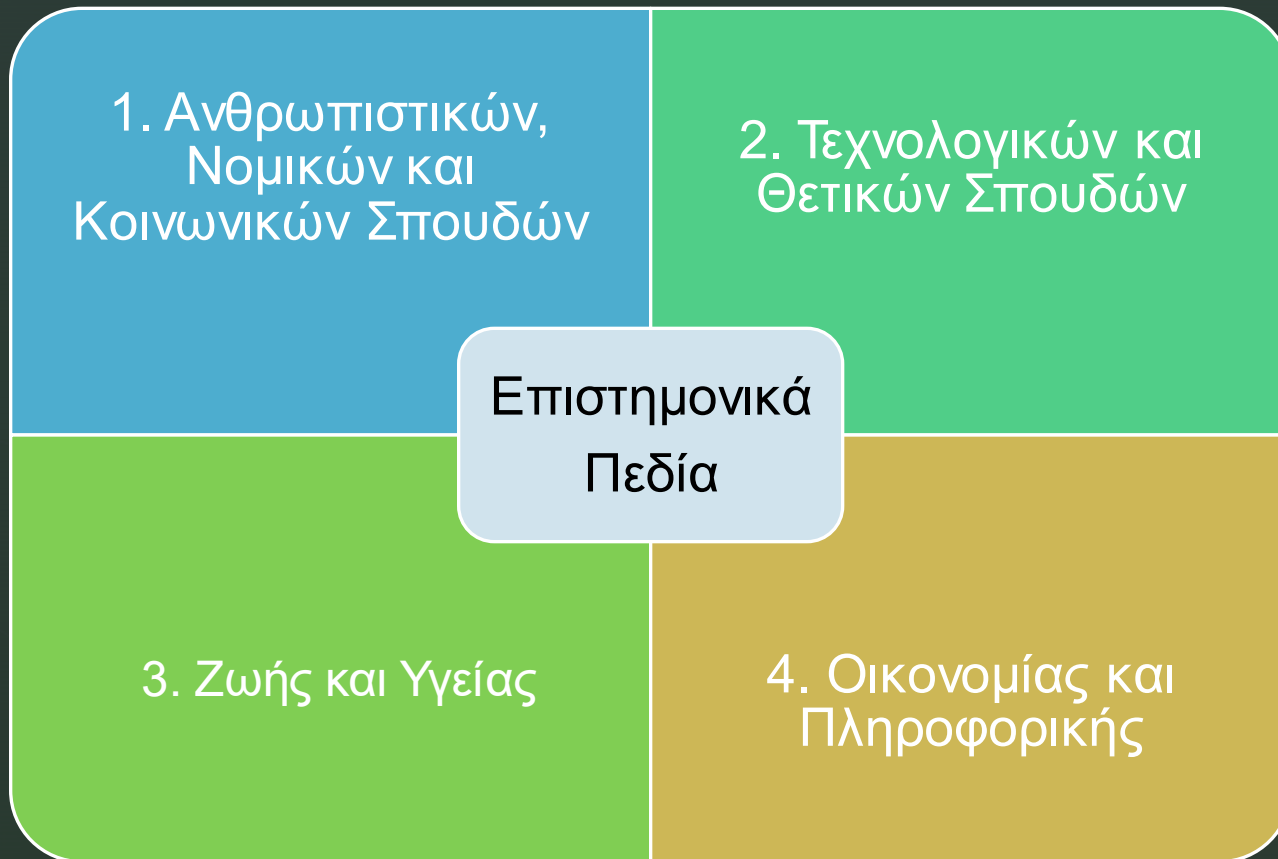 1. Ανθρωπιστικών,
Νομικών και
Κοινωνικών Σπουδών
2. Τεχνολογικών και
Θετικών Σπουδών
Επιστημονικά
Πεδία
3. Ζωής και Υγείας
4. Οικονομίας και
Πληροφορικής